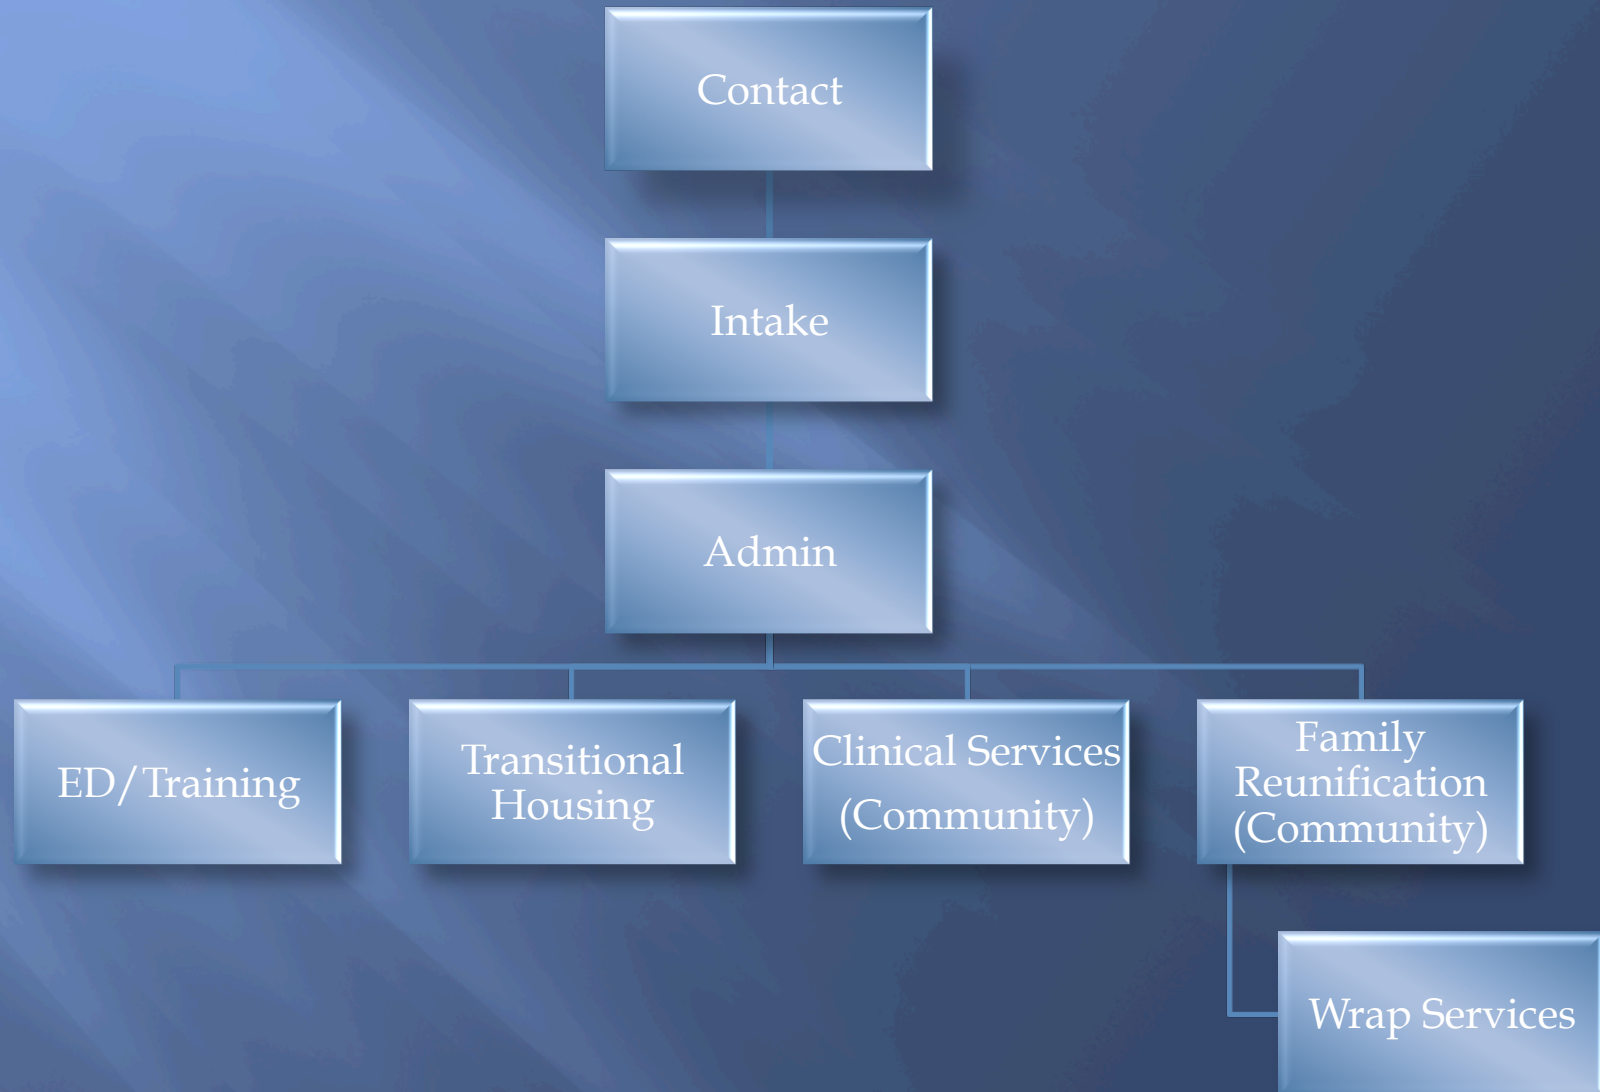 Contact
Intake
Admin
ED/Training
Transitional
Housing
Clinical Services
(Community)
Family
Reunification
(Community)
Wrap Services